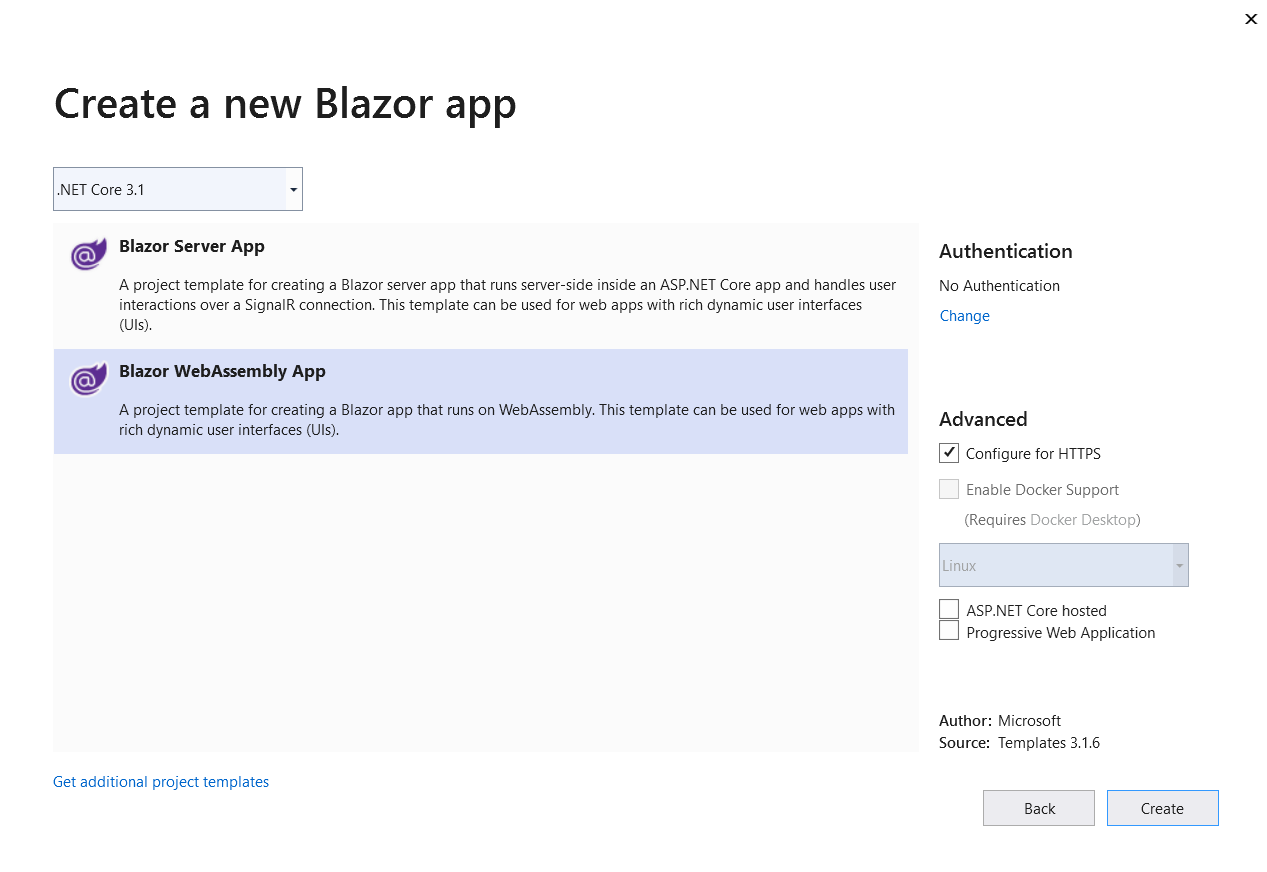 Create a new Blazor app
.NET Core 3.1
Blazor Server App
A project template for creating a Blazor server app that runs server-side inside an ASP.NET Core app and handles user
interactions over a SignalR connection. This template can be used for web apps with rich dynamic user interfaces
(UIs).
Blazor WebAssembly App
A project template for creating a Blazor app that runs on WebAssembly. This template can be used for web apps with
rich dynamic user interfaces (UIs).
Get additional project templates
Authentication
No Authentication
Change
Advanced
Configure for HTTPS
Enable Docker Support
(Requires Docker Desktop)
Linux
ASP.NET Core hosted
Progressive Web Application
Author: Microsoft
Source: Templates 3.1.6
Back
Create